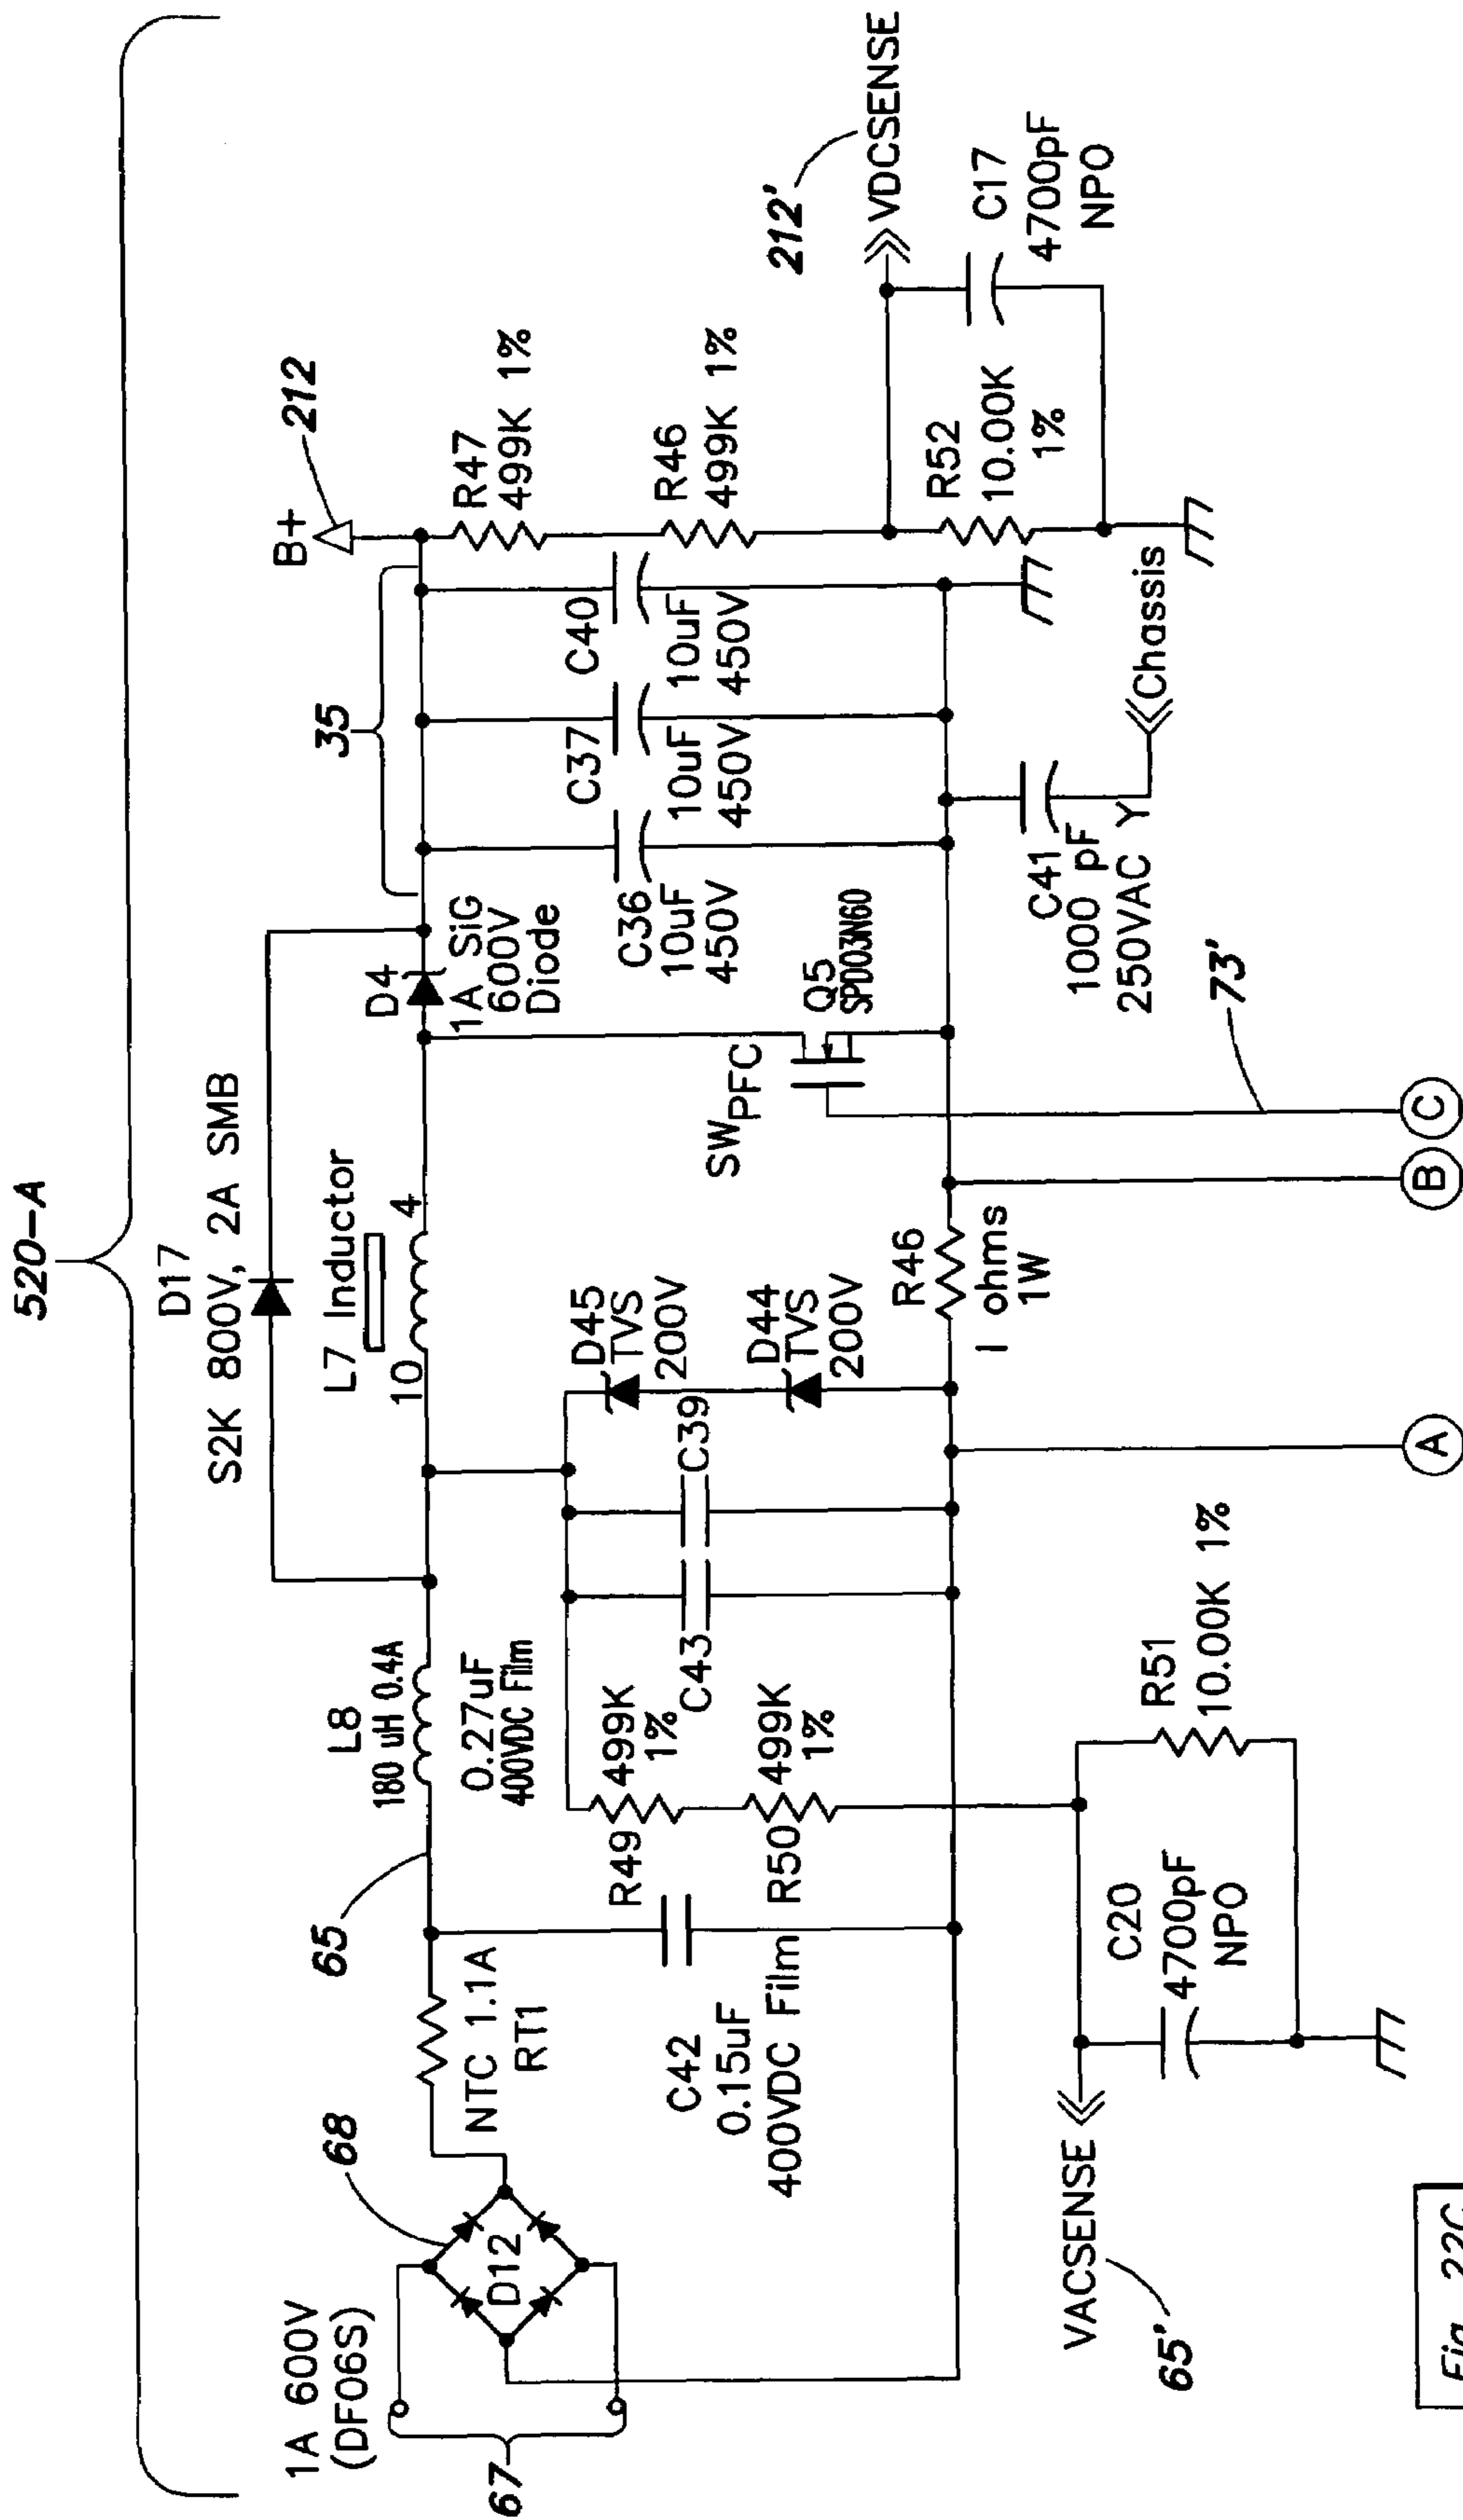 520-A
D17
S2K 800V, 2A SMB
1A 600V
(DF06S)
67
68
D12
NTC 1.1A
RT1
65
L8
180 uH 0.4A
L7 Inductor
10
4
D4
1A SiG
600V
Diode
35
B+
212
R47
499K 1%
R46
499K 1%
C42
0.15uF
400VDC Film
0.27uF
400VDC Film
R49
499K
1%
R50
499K
1%
C43
C39
D45
TVS
200V
D44
TVS
200V
R46
1 ohms
1W
SWPFC
Q5
SPD03N60
C36
10uF
450V
C37
10uF
450V
C40
10uF
450V
C41
1000 pF
250VAC Y
Chassis
212'
VDCSENSE
R52
10.00K
1%
C17
4700pF
NPO
VACSENSE
65'
C20
4700pF
NPO
R51
10.00K 1%
73'
A
B
C